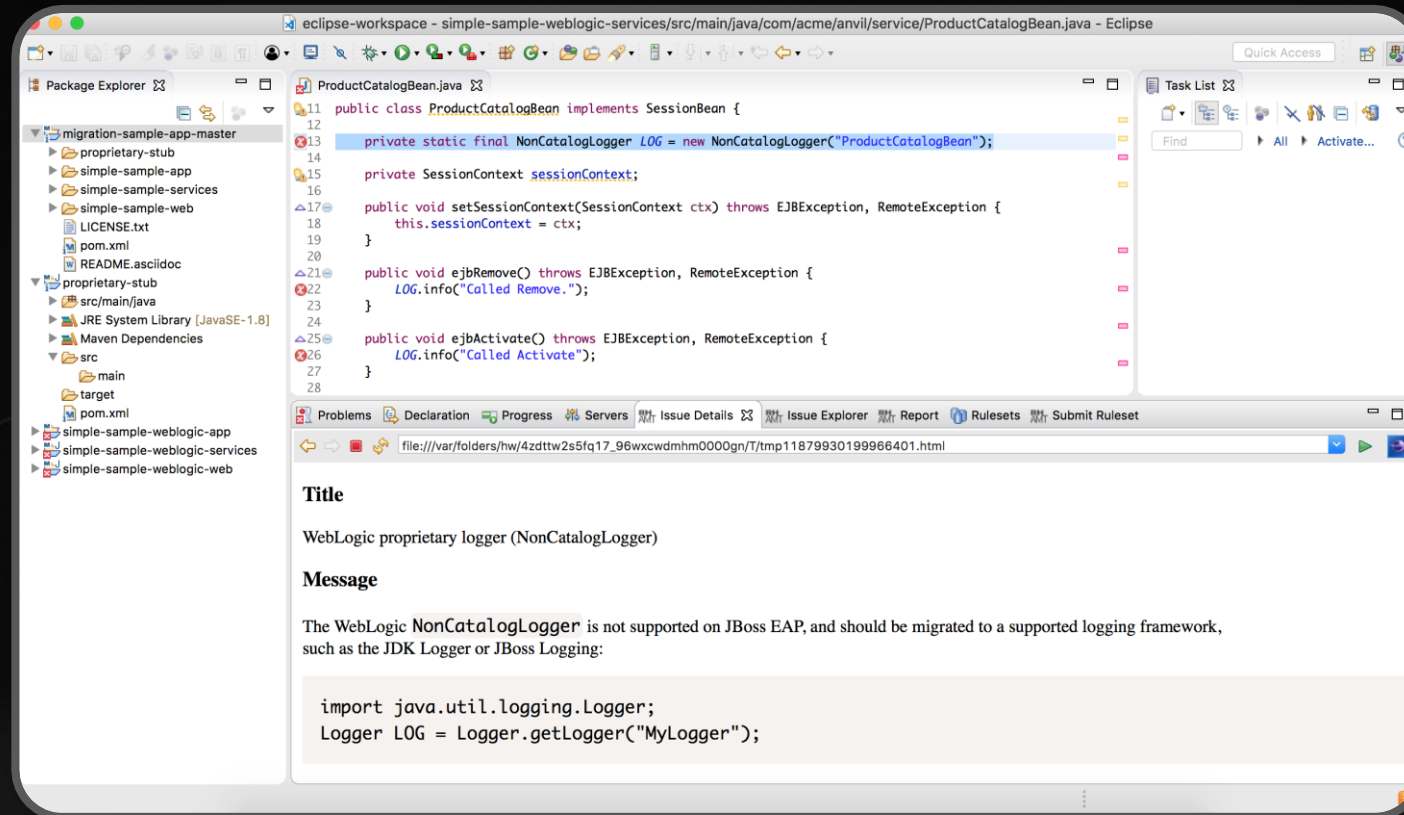 eclipse-workspace - simple-sample-weblogic-services/src/main/java/com/acme/anvil/service/ProductCatalogBean.java - Eclipse
Quick Access
Package Explorer
migration-sample-app-master
proprietary-stub
simple-sample-app
simple-sample-services
simple-sample-web
LICENSE.txt
pom.xml
README.asciidoc
proprietary-stub
src/main/java
JRE System Library [JavaSE-1.8]
Maven Dependencies
src
main
target
pom.xml
simple-sample-weblogic-app
simple-sample-weblogic-services
simple-sample-weblogic-web
ProductCatalogBean.java
11 public class ProductCatalogBean implements SessionBean {
12
13 private static final NonCatalogLogger LOG = new NonCatalogLogger("ProductCatalogBean");
14
15 private SessionContext sessionContext;
16
17 public void setSessionContext(SessionContext ctx) throws EJBException, RemoteException {
18 this.sessionContext = ctx;
19 }
20
21 public void ejbRemove() throws EJBException, RemoteException {
22 LOG.info("Called Remove.");
23 }
24
25 public void ejbActivate() throws EJBException, RemoteException {
26 LOG.info("Called Activate");
27 }
28
Task List
Find All Activate...
Problems Declaration Progress Servers Issue Details Issue Explorer Report Rulesets Submit Ruleset
file:///var/folders/hw/4zdttw2s5fq17_96wxcwdmhm0000gn/T/tmp11879930199966401.html
Title
WebLogic proprietary logger (NonCatalogLogger)
Message
The WebLogic NonCatalogLogger is not supported on JBoss EAP, and should be migrated to a supported logging framework,
such as the JDK Logger or JBoss Logging:
import java.util.logging.Logger;
Logger LOG = Logger.getLogger("MyLogger");